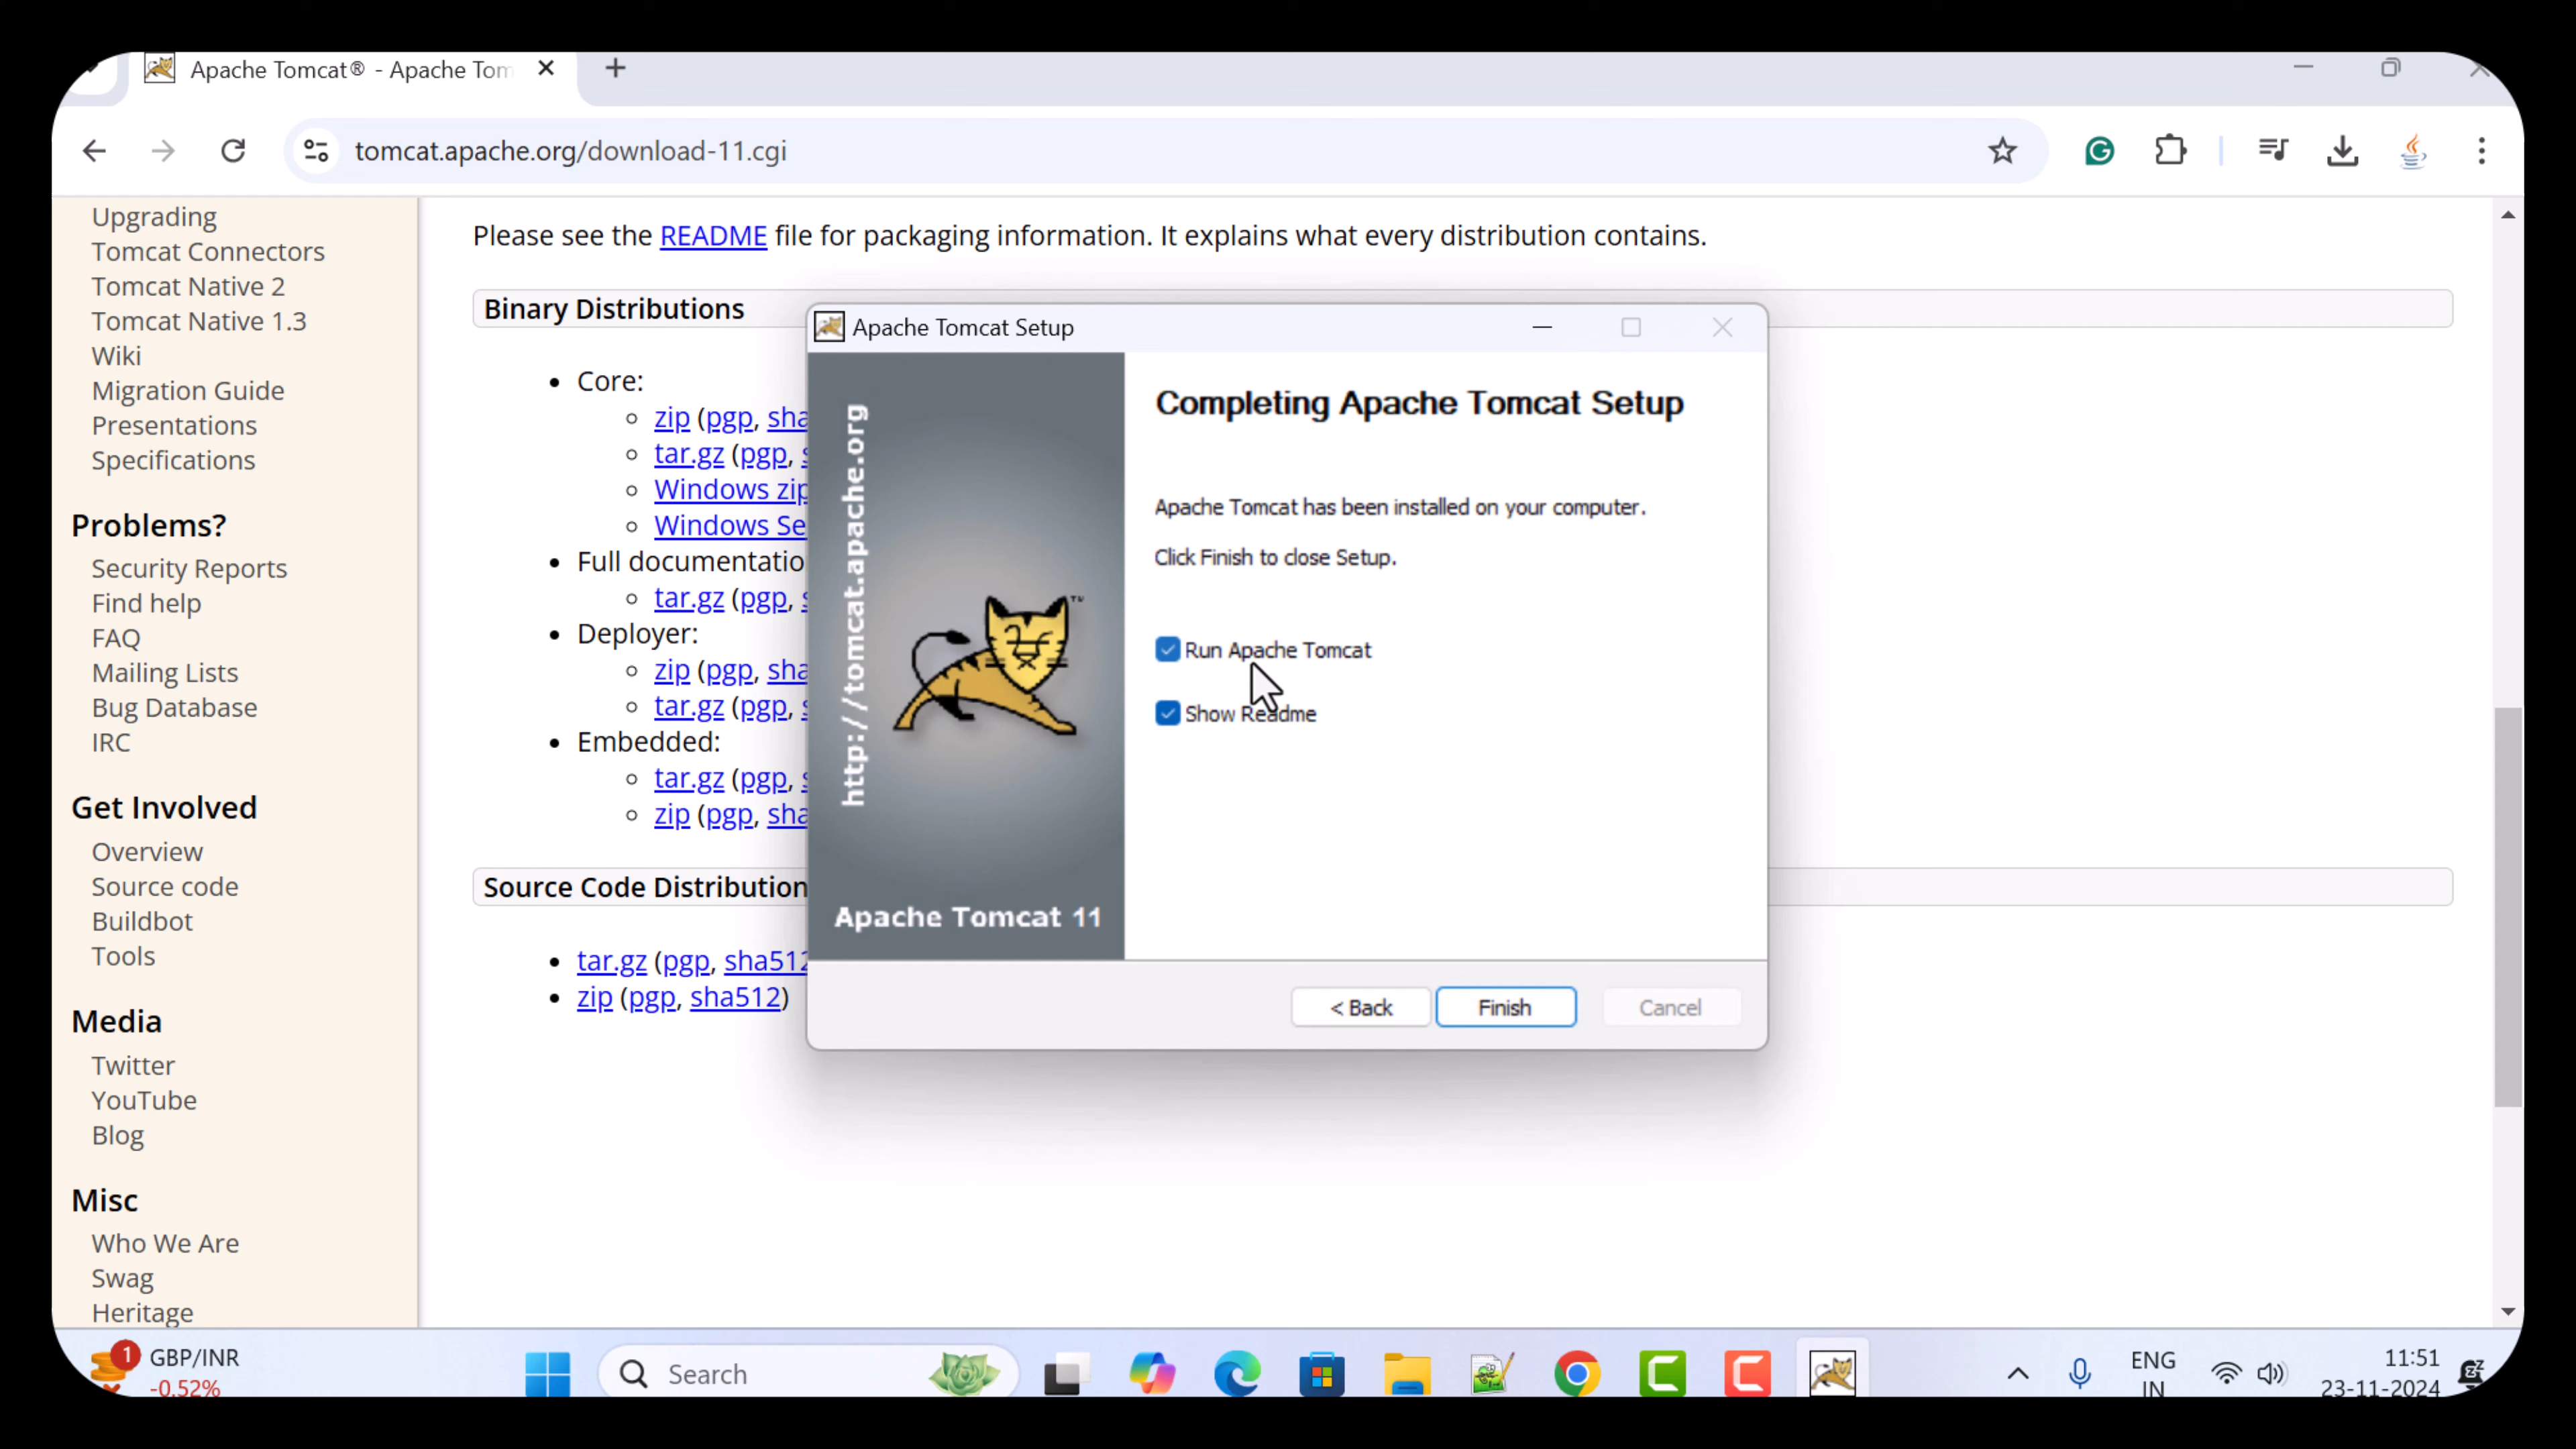 Apache Tomcat® - Apache Tom
tomcat.apache.org/download-11.cgi
Upgrading
Tomcat Connectors
Tomcat Native 2
Tomcat Native 1.3
Wiki
Migration Guide
Presentations
Specifications
Problems?
Security Reports
Find help
FAQ
Mailing Lists
Bug Database
IRC
Get Involved
Overview
Source code
Buildbot
Tools
Media
Twitter
YouTube
Blog
Misc
Who We Are
Swag
Heritage
Please see the README file for packaging information. It explains what every distribution contains.
Binary Distributions
Core:
zip (pgp, sha
tar.gz (pgp, s
Windows zip
Windows Se
Full documentatio
tar.gz (pgp, s
Deployer:
zip (pgp, sha
tar.gz (pgp, s
Embedded:
tar.gz (pgp, s
zip (pgp, sha
Source Code Distribution
tar.gz (pgp, sha512
zip (pgp, sha512)
Apache Tomcat Setup
http://tomcat.apache.org
TM
Apache Tomcat 11
Completing Apache Tomcat Setup
Apache Tomcat has been installed on your computer.
Click Finish to close Setup.
Run Apache Tomcat
Show Readme
< Back
Finish
Cancel
1
GBP/INR
-0.52%
Search
ENG
IN
11:51
23-11-2024